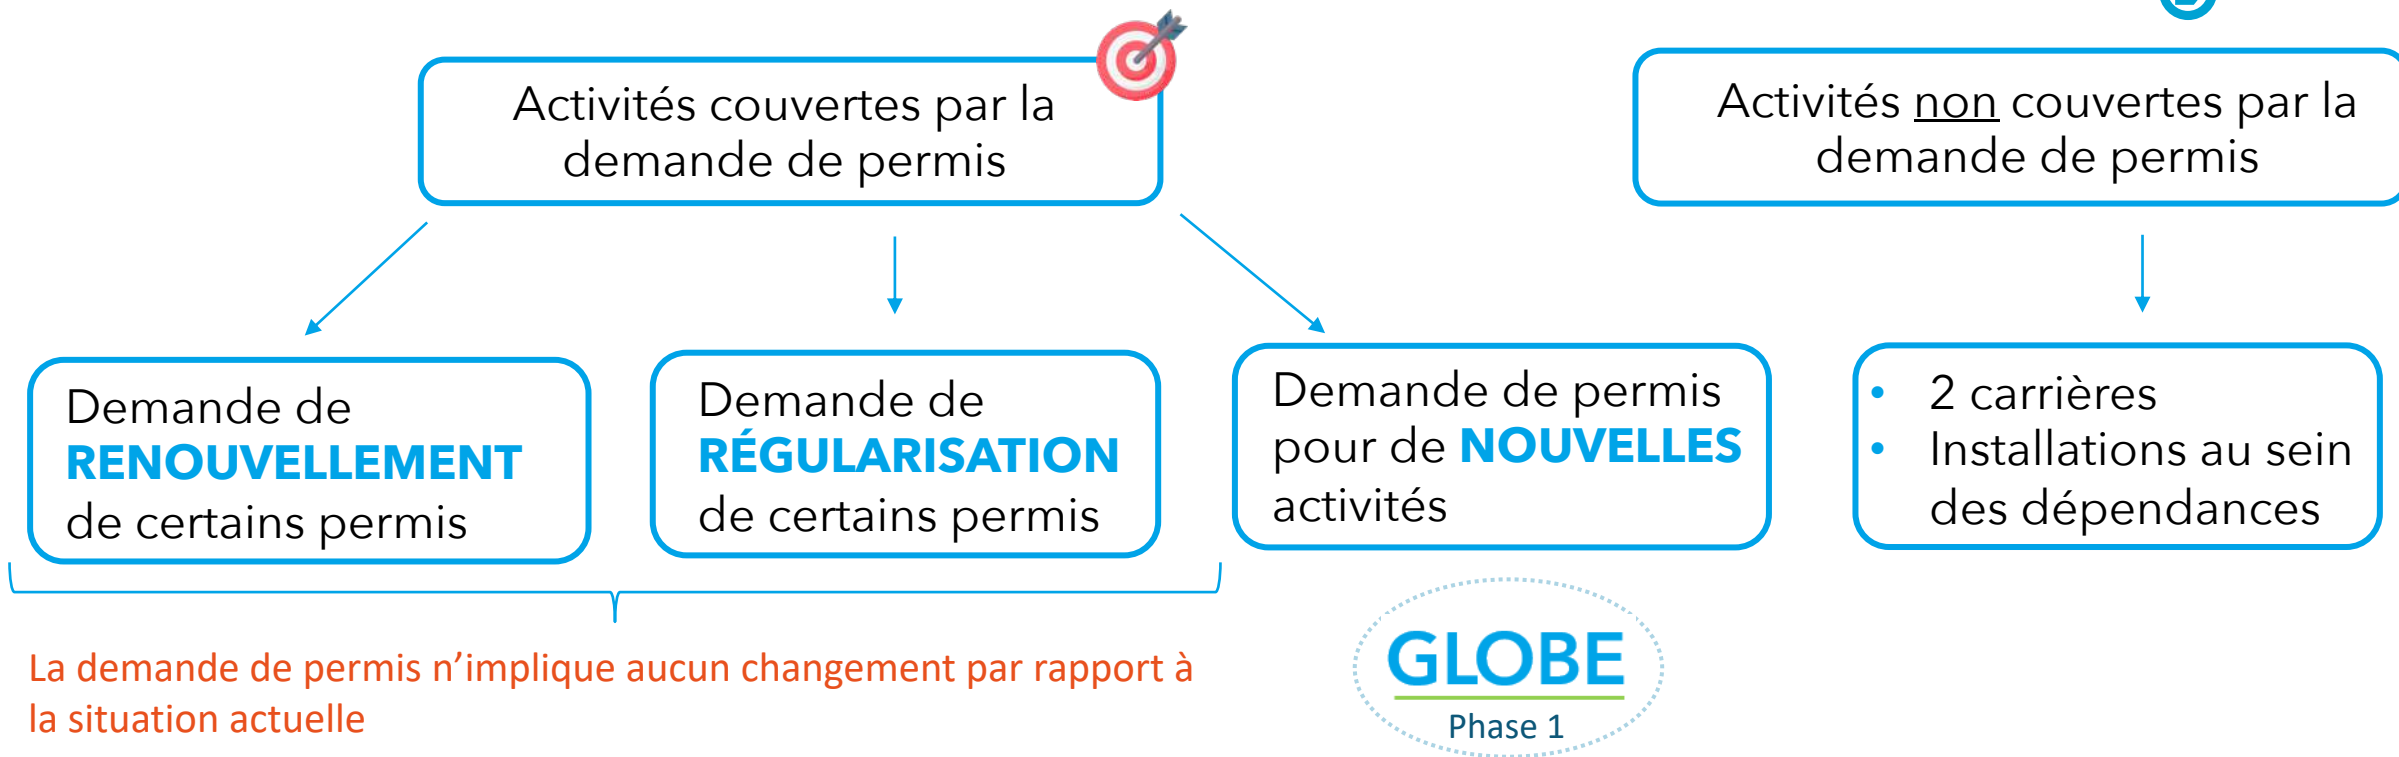 Activités couvertes par la
demande de permis
Activités non couvertes par la
demande de permis
Demande de
RENOUVELLEMENT
de certains permis
Demande de
RÉGULARISATION
de certains permis
Demande de permis
pour de NOUVELLES
activités
• 2 carrières
• Installations au sein
des dépendances
La demande de permis n’implique aucun changement par rapport à
la situation actuelle
GLOBE
Phase 1